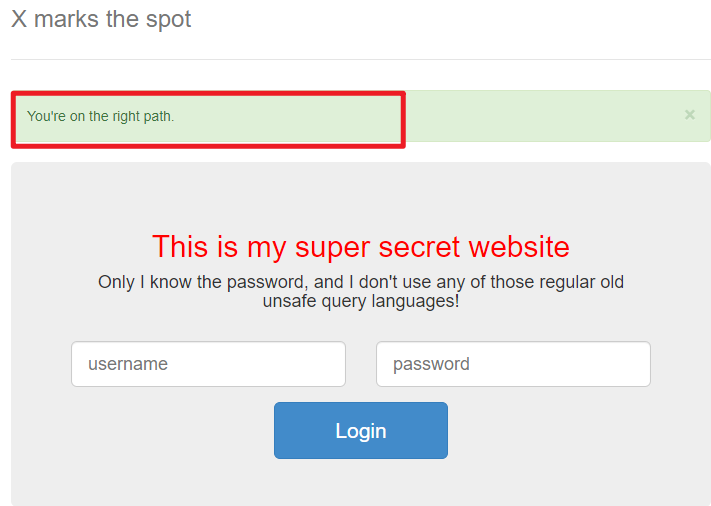 X marks the spot
You're on the right path.
×
This is my super secret website
Only I know the password, and I don't use any of those regular old
unsafe query languages!
username
password
Login